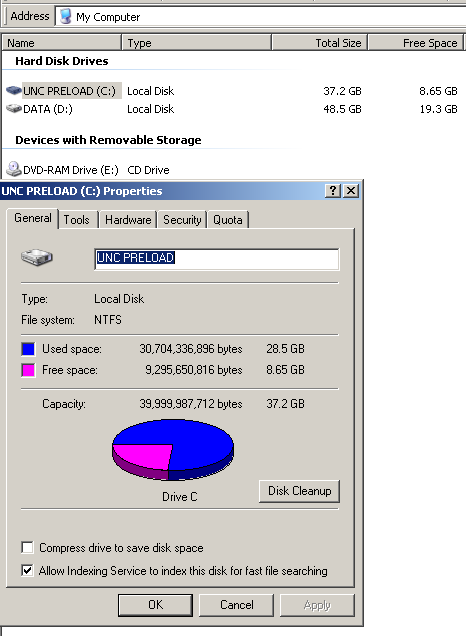 Address My Computer
Name Type Total Size Free Space
Hard Disk Drives
UNC PRELOAD (C:) Local Disk 37.2 GB 8.65 GB
DATA (D:) Local Disk 48.5 GB 19.3 GB
Devices with Removable Storage
DVD-RAM Drive (E:) CD Drive
UNC PRELOAD (C:) Properties
General Tools Hardware Security Quota
UNC PRELOAD
Type: Local Disk
File system: NTFS
Used space: 30,704,336,896 bytes 28.5 GB
Free space: 9,295,650,816 bytes 8.65 GB
Capacity: 39,999,987,712 bytes 37.2 GB
Drive C
Disk Cleanup
Compress drive to save disk space
Allow Indexing Service to index this disk for fast file searching
OK Cancel Apply